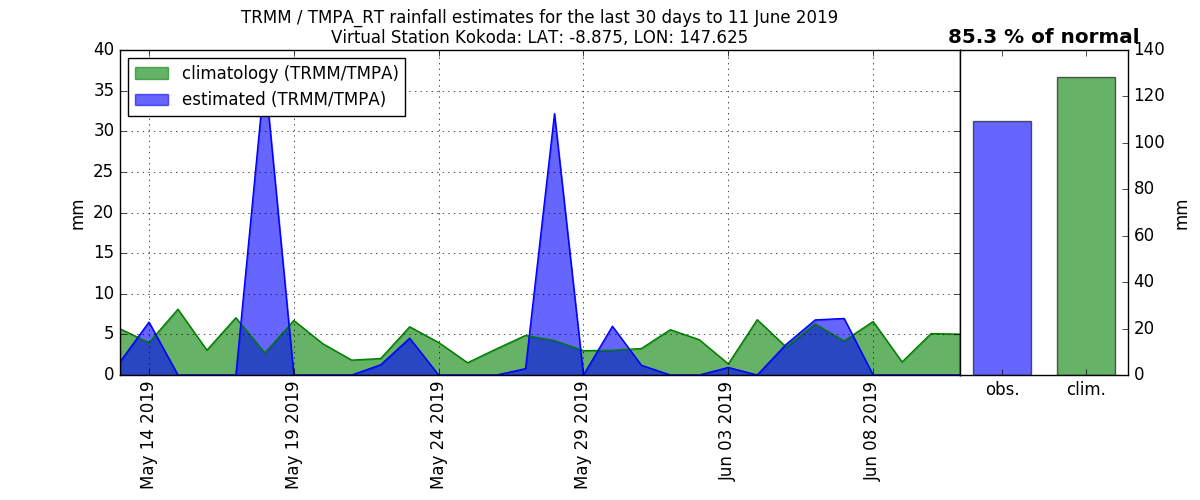 TRMM / TMPA_RT rainfall estimates for the last 30 days to 11 June 2019
Virtual Station Kokoda: LAT: -8.875, LON: 147.625
85.3 % of normal
climatology (TRMM/TMPA)
estimated (TRMM/TMPA)
40
35
30
25
20
15
10
5
0
mm
May 14 2019
May 19 2019
May 24 2019
May 29 2019
Jun 03 2019
Jun 08 2019
obs.
clim.
140
120
100
80
60
40
20
0
mm